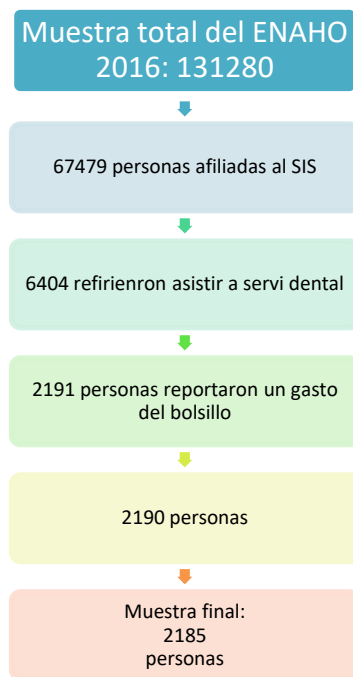 Muestra total del ENAHO
2016: 131280
67479 personas afiliadas al SIS
6404 refirienron asistir a servi dental
2191 personas reportaron un gasto
del bolsillo
2190 personas
Muestra final:
2185
personas